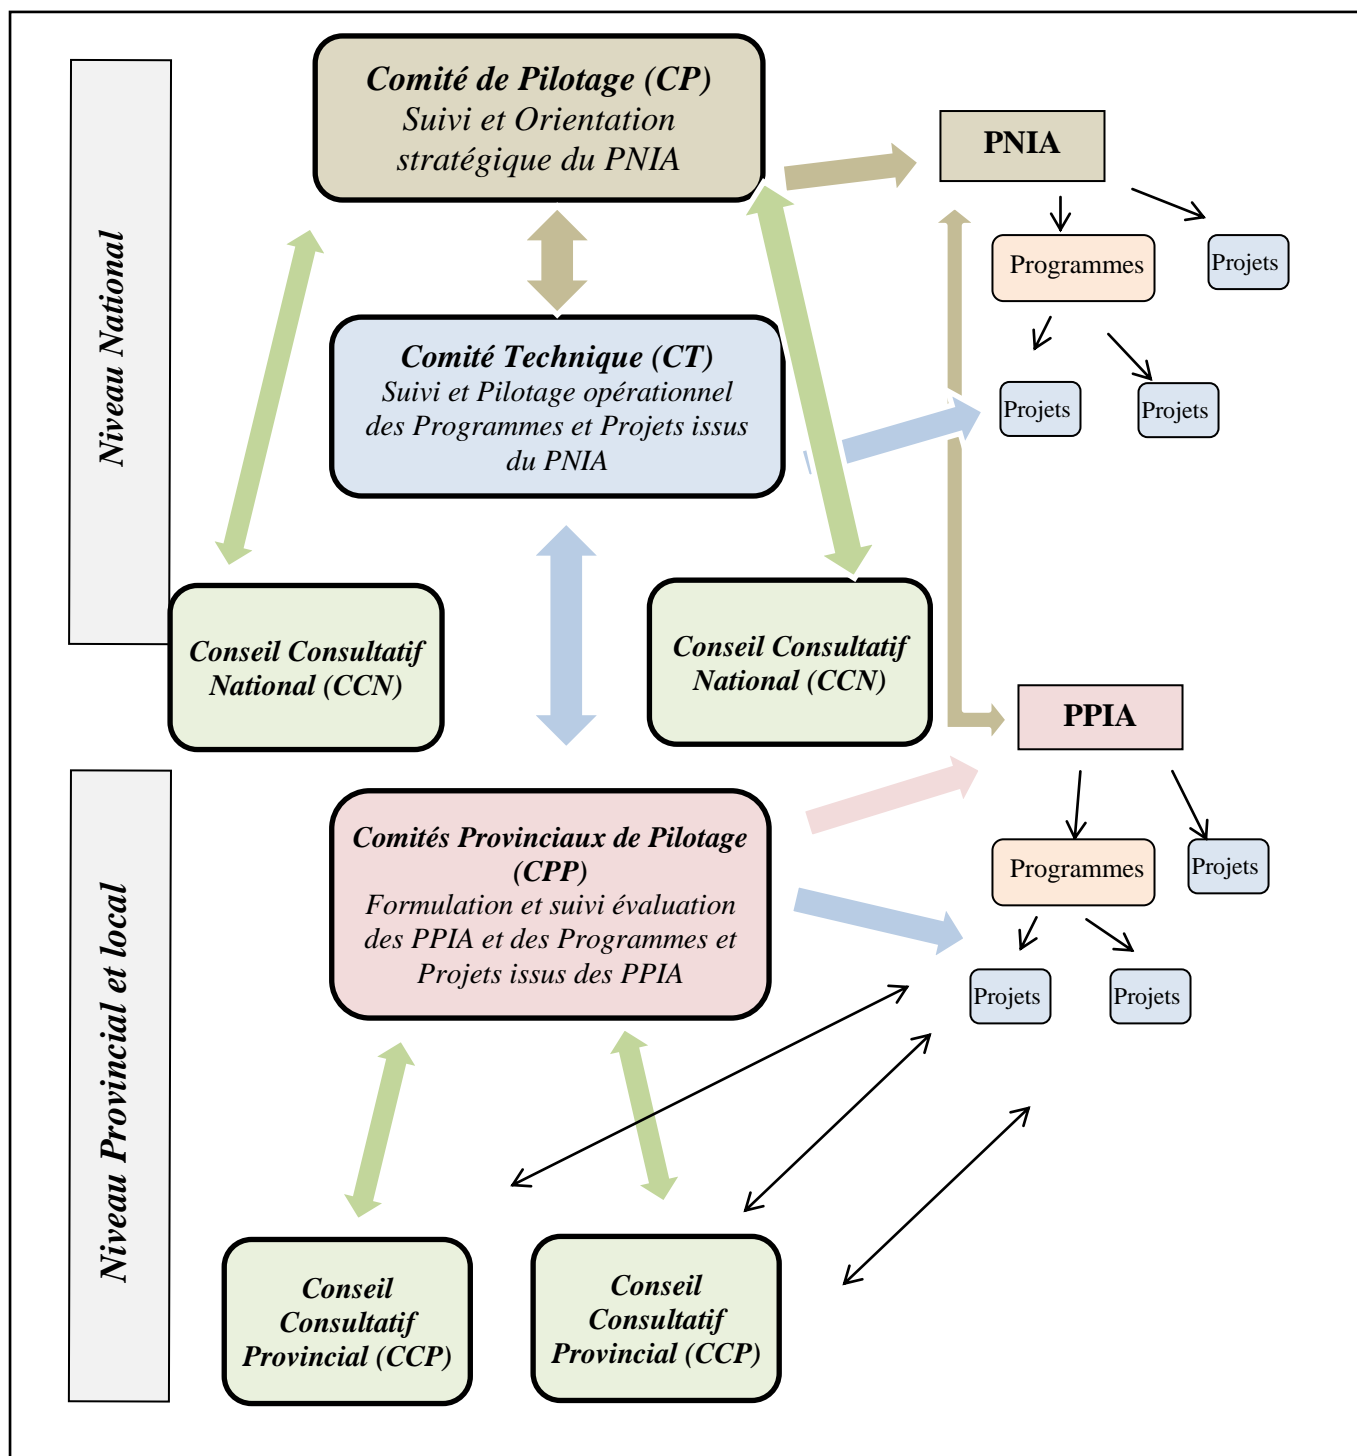 Niveau National
Comité de Pilotage (CP)
Suivi et Orientation
stratégique du PNIA
PNIA
Programmes
Projets
Comité Technique (CT)
Suivi et Pilotage opérationnel
des Programmes et Projets issus
du PNIA
Projets
Projets
Conseil Consultatif
National (CCN)
Conseil Consultatif
National (CCN)
PPIA
Niveau Provincial et local
Comités Provinciaux de Pilotage
(CPP)
Formulation et suivi évaluation
des PPIA et des Programmes et
Projets issus des PPIA
Programmes
Projets
Projets
Projets
Conseil
Consultatif
Provincial (CCP)
Conseil
Consultatif
Provincial (CCP)